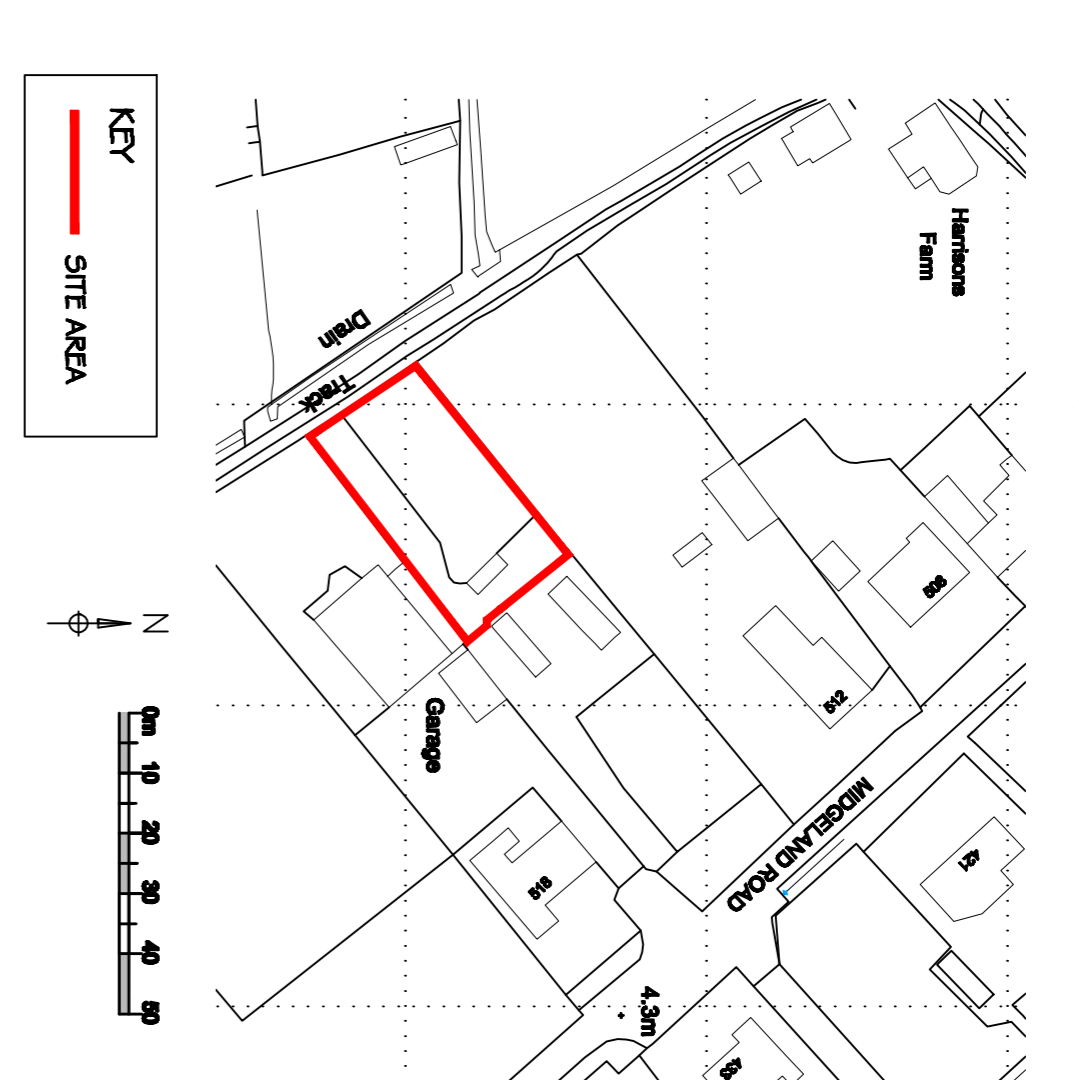 KEY
SITE AREA
Harrisons
Farm
Drain
Track
508
512
N
Garage
MIDGELAND ROAD
421
518
4.3m
433
0m
10
20
30
40
50